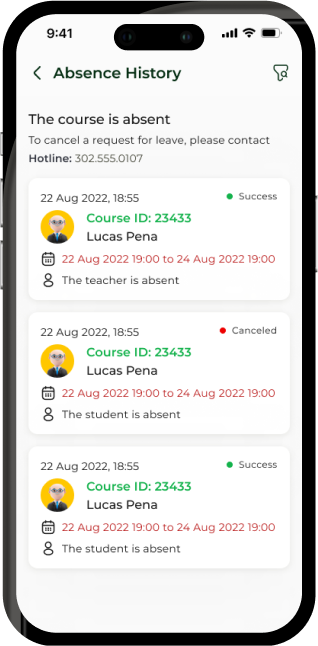 9:41
Absence History
The course is absent
To cancel a request for leave, please contact
Hotline: 302.555.0107
22 Aug 2022, 18:55
Success
Course ID: 23433
Lucas Pena
22 Aug 2022 19:00 to 24 Aug 2022 19:00
The teacher is absent
22 Aug 2022, 18:55
Canceled
Course ID: 23433
Lucas Pena
22 Aug 2022 19:00 to 24 Aug 2022 19:00
The student is absent
22 Aug 2022, 18:55
Success
Course ID: 23433
Lucas Pena
22 Aug 2022 19:00 to 24 Aug 2022 19:00
The student is absent